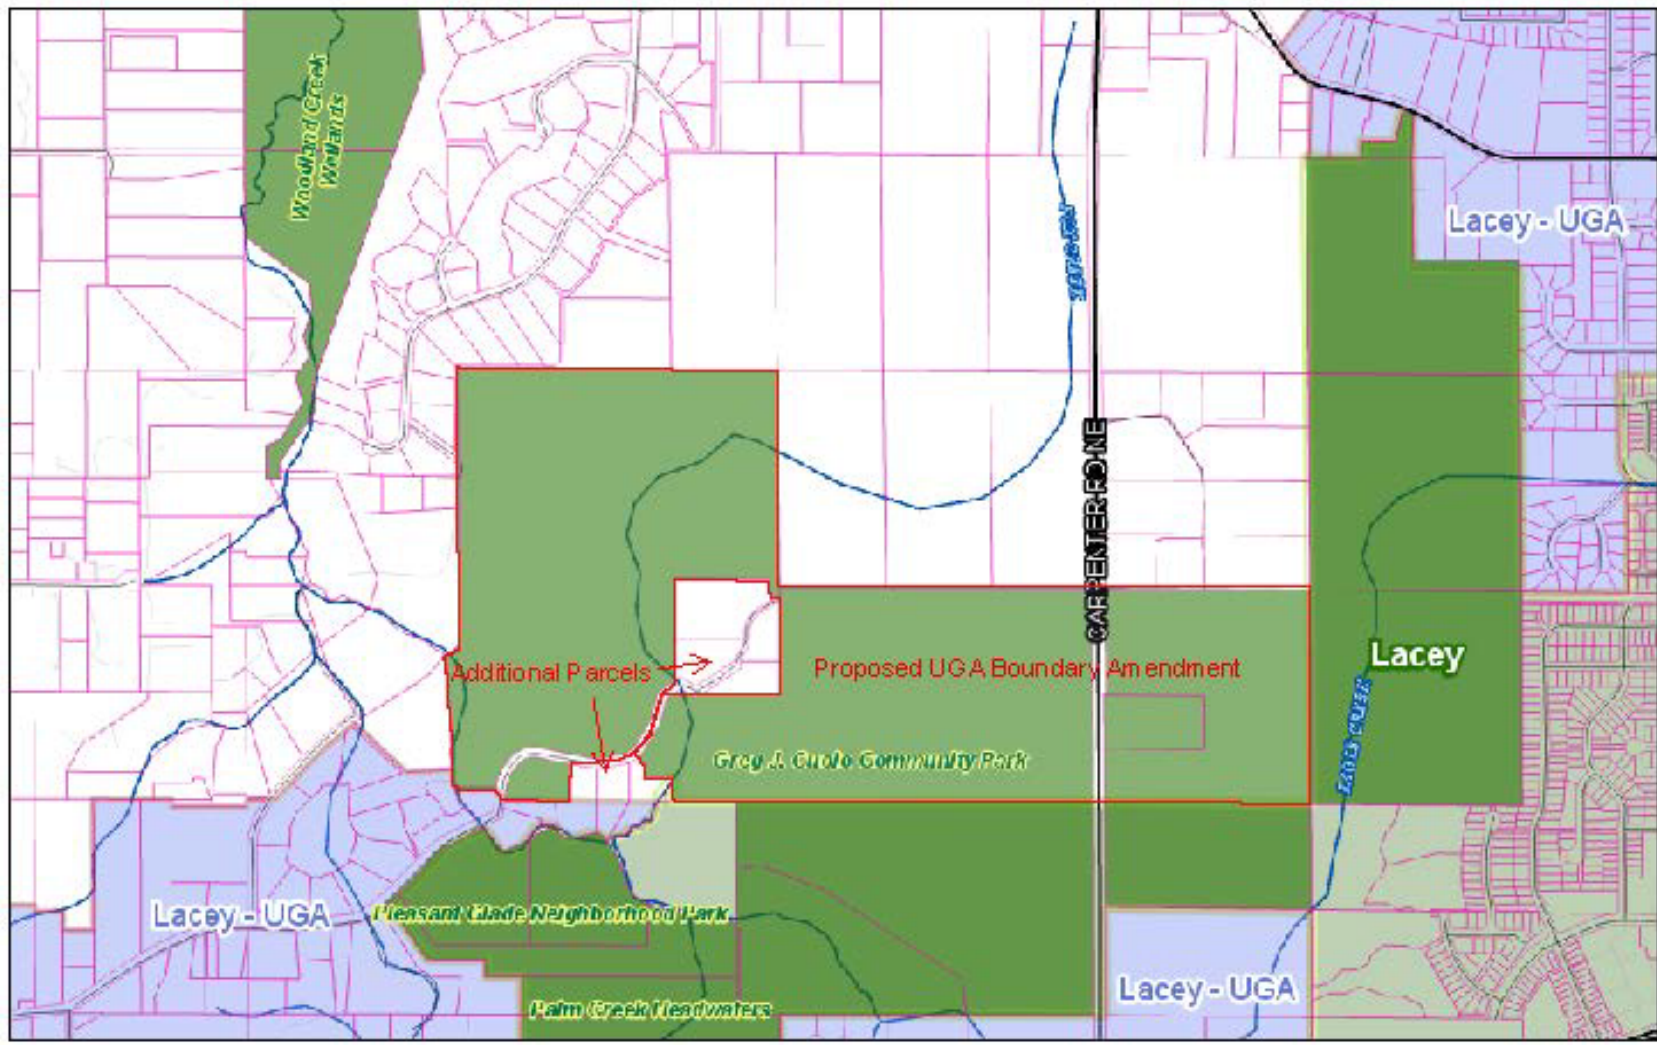 Woodland Creek
Wetlands
Lacey - UGA
CARPENTER RD NE
Lacey
Additional Parcels
Proposed UGA Boundary Amendment
Greg J. Cuoio Community Park
Lacey - UGA
Pleasant Glade Neighborhood Park
Lacey - UGA
Palm Creek Headwaters